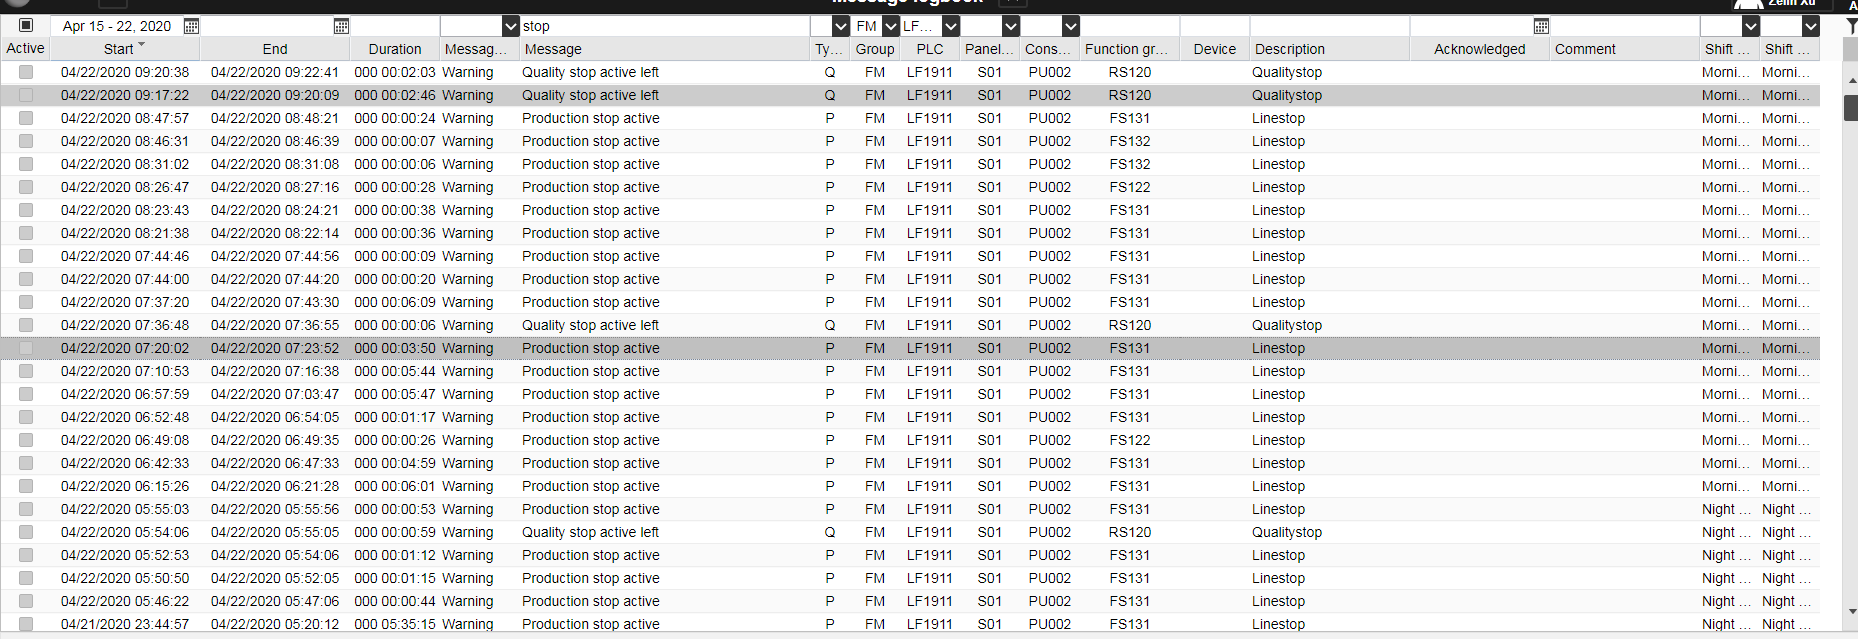 Message logbook
Zelin Xu
Apr 15 - 22, 2020 stop FM LF...
Active Start End Duration Messag... Message Ty... Group PLC Panel... Cons... Function gr... Device Description Acknowledged Comment Shift ... Shift ...
04/22/2020 09:20:38 04/22/2020 09:22:41 000 00:02:03 Warning Quality stop active left Q FM LF1911 S01 PU002 RS120 Qualitystop Morni... Morni...
04/22/2020 09:17:22 04/22/2020 09:20:09 000 00:02:46 Warning Quality stop active left Q FM LF1911 S01 PU002 RS120 Qualitystop Morni... Morni...
04/22/2020 08:47:57 04/22/2020 08:48:21 000 00:00:24 Warning Production stop active P FM LF1911 S01 PU002 FS131 Linestop Morni... Morni...
04/22/2020 08:46:31 04/22/2020 08:46:39 000 00:00:07 Warning Production stop active P FM LF1911 S01 PU002 FS132 Linestop Morni... Morni...
04/22/2020 08:31:02 04/22/2020 08:31:08 000 00:00:06 Warning Production stop active P FM LF1911 S01 PU002 FS132 Linestop Morni... Morni...
04/22/2020 08:26:47 04/22/2020 08:27:16 000 00:00:28 Warning Production stop active P FM LF1911 S01 PU002 FS122 Linestop Morni... Morni...
04/22/2020 08:23:43 04/22/2020 08:24:21 000 00:00:38 Warning Production stop active P FM LF1911 S01 PU002 FS131 Linestop Morni... Morni...
04/22/2020 08:21:38 04/22/2020 08:22:14 000 00:00:36 Warning Production stop active P FM LF1911 S01 PU002 FS131 Linestop Morni... Morni...
04/22/2020 07:44:46 04/22/2020 07:44:56 000 00:00:09 Warning Production stop active P FM LF1911 S01 PU002 FS131 Linestop Morni... Morni...
04/22/2020 07:44:00 04/22/2020 07:44:20 000 00:00:20 Warning Production stop active P FM LF1911 S01 PU002 FS131 Linestop Morni... Morni...
04/22/2020 07:37:20 04/22/2020 07:43:30 000 00:06:09 Warning Production stop active P FM LF1911 S01 PU002 FS131 Linestop Morni... Morni...
04/22/2020 07:36:48 04/22/2020 07:36:55 000 00:00:06 Warning Quality stop active left Q FM LF1911 S01 PU002 RS120 Qualitystop Morni... Morni...
04/22/2020 07:20:02 04/22/2020 07:23:52 000 00:03:50 Warning Production stop active P FM LF1911 S01 PU002 FS131 Linestop Morni... Morni...
04/22/2020 07:10:53 04/22/2020 07:16:38 000 00:05:44 Warning Production stop active P FM LF1911 S01 PU002 FS131 Linestop Morni... Morni...
04/22/2020 06:57:59 04/22/2020 07:03:47 000 00:05:47 Warning Production stop active P FM LF1911 S01 PU002 FS131 Linestop Morni... Morni...
04/22/2020 06:52:48 04/22/2020 06:54:05 000 00:01:17 Warning Production stop active P FM LF1911 S01 PU002 FS131 Linestop Morni... Morni...
04/22/2020 06:49:08 04/22/2020 06:49:35 000 00:00:26 Warning Production stop active P FM LF1911 S01 PU002 FS122 Linestop Morni... Morni...
04/22/2020 06:42:33 04/22/2020 06:47:33 000 00:04:59 Warning Production stop active P FM LF1911 S01 PU002 FS131 Linestop Morni... Morni...
04/22/2020 06:15:26 04/22/2020 06:21:28 000 00:06:01 Warning Production stop active P FM LF1911 S01 PU002 FS131 Linestop Morni... Morni...
04/22/2020 05:55:03 04/22/2020 05:55:56 000 00:00:53 Warning Production stop active P FM LF1911 S01 PU002 FS131 Linestop Night ... Night ...
04/22/2020 05:54:06 04/22/2020 05:55:05 000 00:00:59 Warning Quality stop active left Q FM LF1911 S01 PU002 RS120 Qualitystop Night ... Night ...
04/22/2020 05:52:53 04/22/2020 05:54:06 000 00:01:12 Warning Production stop active P FM LF1911 S01 PU002 FS131 Linestop Night ... Night ...
04/22/2020 05:50:50 04/22/2020 05:52:05 000 00:01:15 Warning Production stop active P FM LF1911 S01 PU002 FS131 Linestop Night ... Night ...
04/22/2020 05:46:22 04/22/2020 05:47:06 000 00:00:44 Warning Production stop active P FM LF1911 S01 PU002 FS131 Linestop Night ... Night ...
04/21/2020 23:44:57 04/22/2020 05:20:12 000 05:35:15 Warning Production stop active P FM LF1911 S01 PU002 FS131 Linestop Night ... Night ...